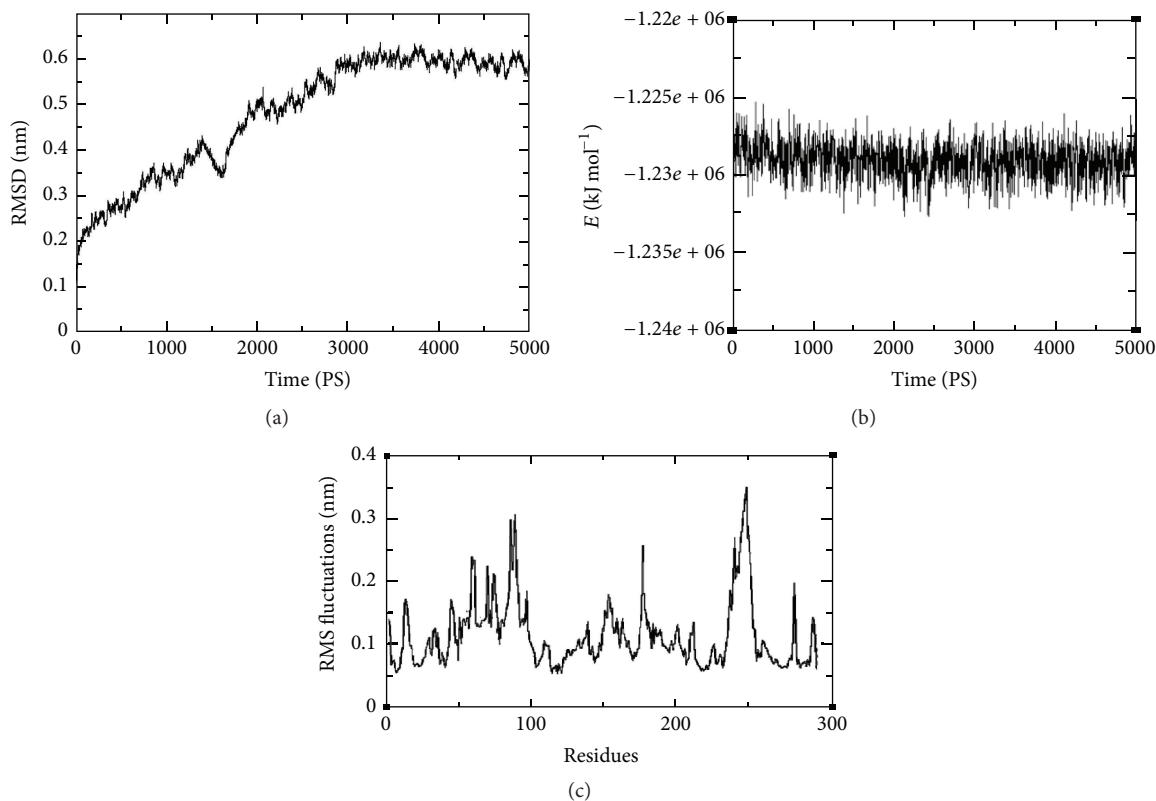 RMSD (nm)
0.6
0.5
0.4
0.3
0.2
0.1
0
0 1000 2000 3000 4000 5000
Time (PS)
(a)
E (kJ mol−1)
−1.22e + 06
−1.225e + 06
−1.23e + 06
−1.235e + 06
−1.24e + 06
0 1000 2000 3000 4000 5000
Time (PS)
(b)
RMS fluctuations (nm)
0.4
0.3
0.2
0.1
0
0 100 200 300
Residues
(c)